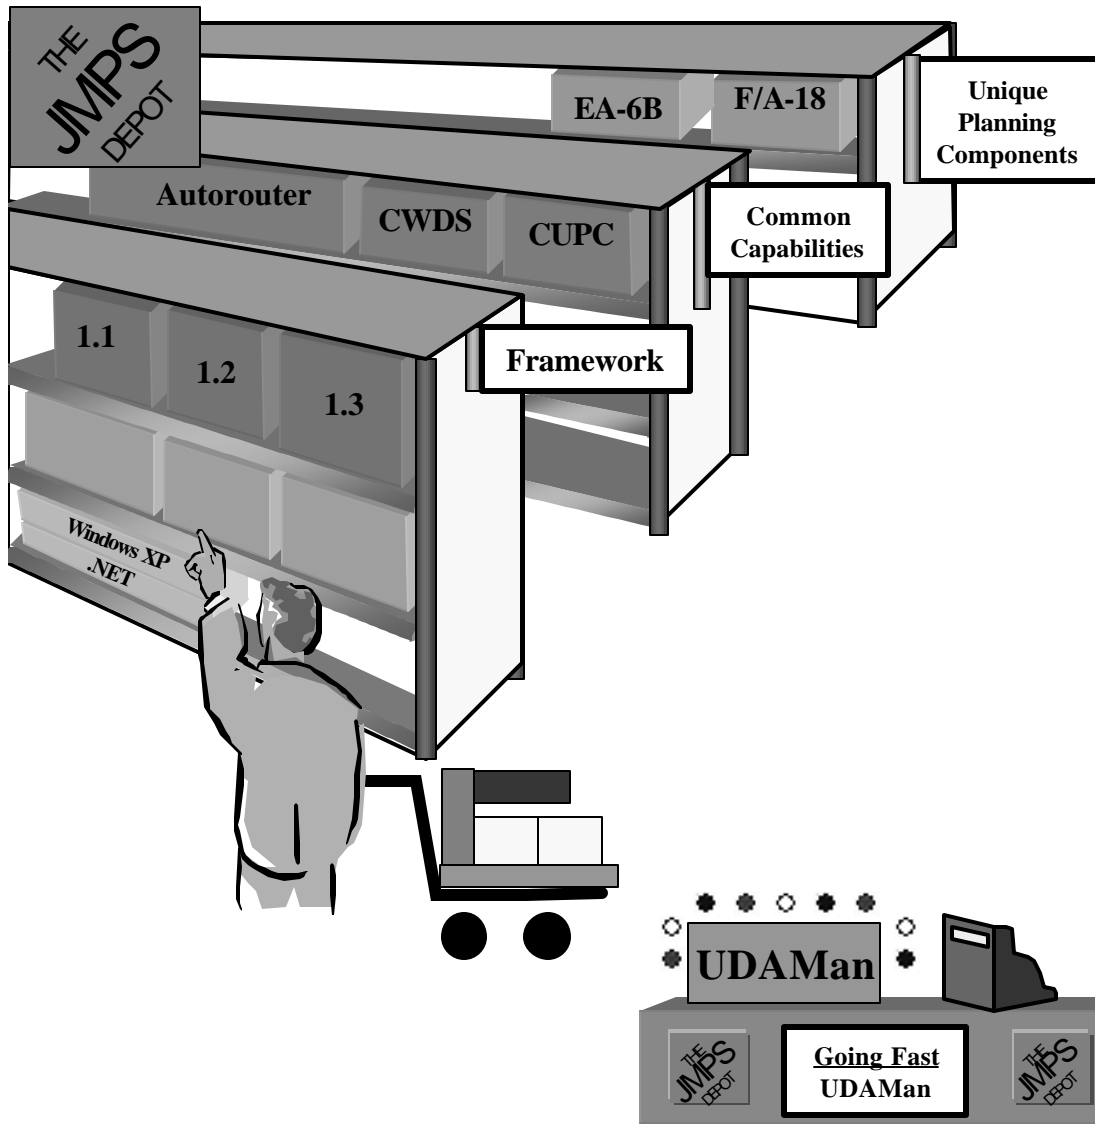 THE
JMPS
DEPOT
EA-6B
F/A-18
Unique
Planning
Components
Autorouter
CWDS
CUPC
Common
Capabilities
1.1
1.2
1.3
Framework
Windows XP
.NET
UDAMan
THE
JMPS
DEPOT
Going Fast
UDAMan
THE
JMPS
DEPOT